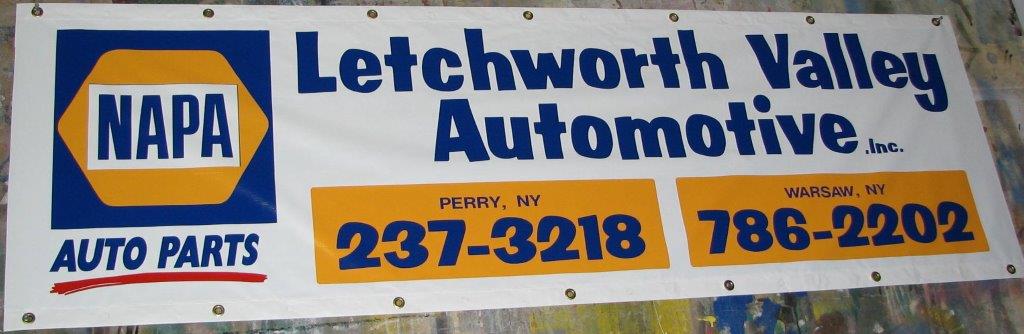 NAPA
AUTO PARTS
Letchworth Valley
Automotive, Inc.
PERRY, NY
237-3218
WARSAW, NY
786-2202